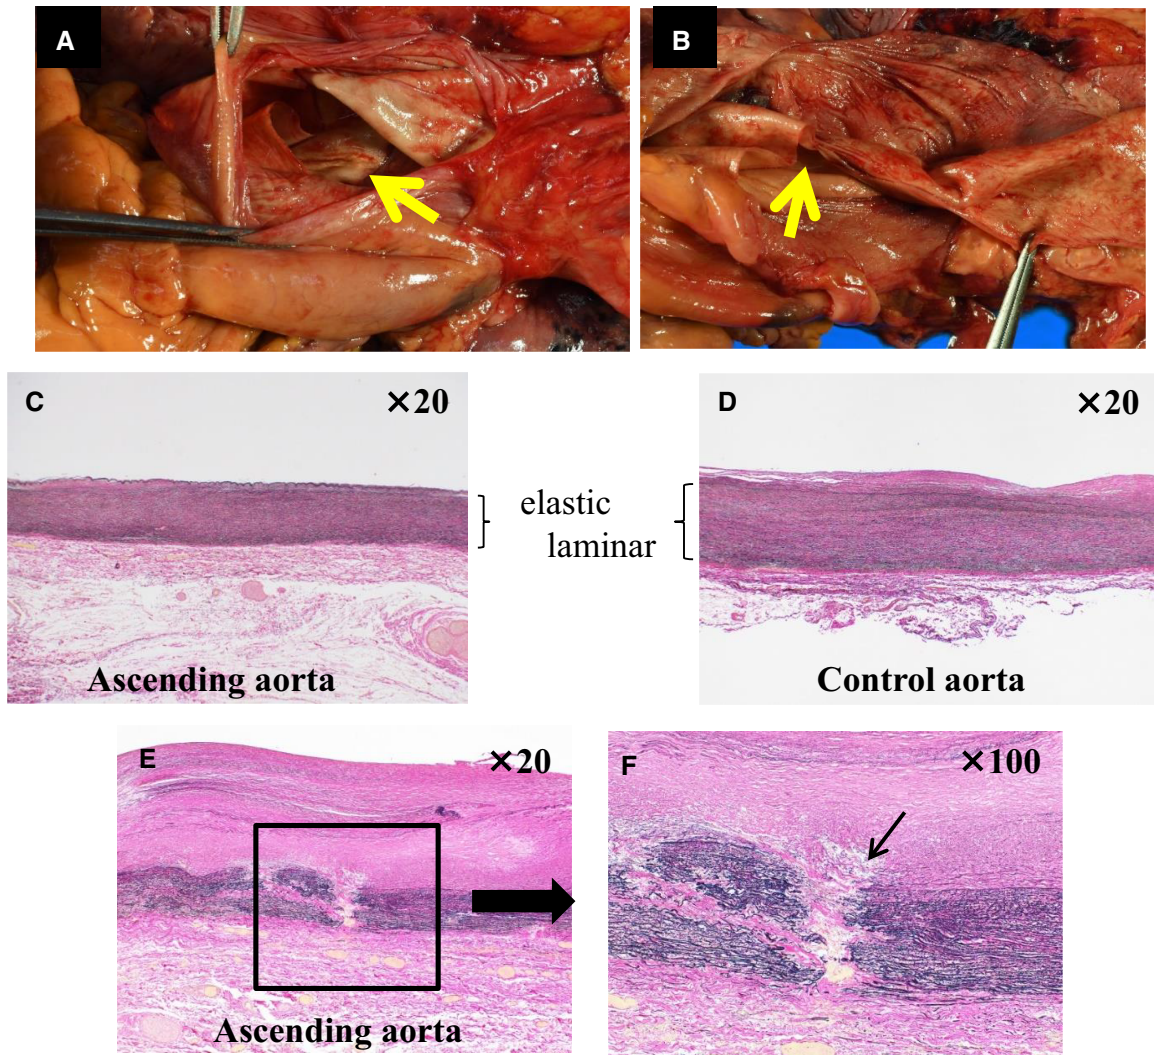 A
B
C
×20
D
×20
elastic
laminar
Ascending aorta
Control aorta
E
×20
F
×100
Ascending aorta